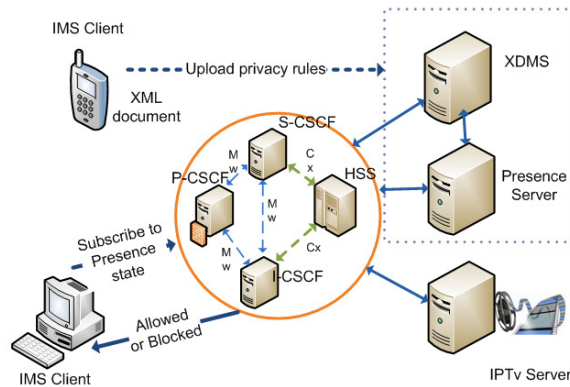 IMS Client
XML
document
Upload privacy rules
XDMS
S-CSCF
M
w
C
x
P-CSCF
HSS
M
w
Presence
Server
M
w
Cx
I-CSCF
Subscribe to
Presence
state
Allowed
or Blocked
IMS Client
IPTv Server